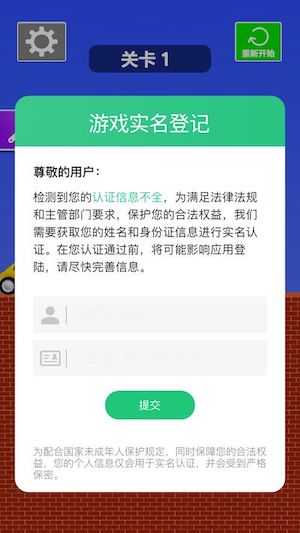 关卡 1
重新开始
游戏实名登记
尊敬的用户：
检测到您的认证信息不全，为满足法律法规
和主管部门要求，保护您的合法权益，我们
需要获取您的姓名和身份证信息进行实名认
证。在您认证通过前，将可能影响应用登
陆，请尽快完善信息。
提交
为配合国家未成年人保护规定，同时保障您的合法权
益，您的个人信息仅会用于实名认证，并会受到严格
保密。